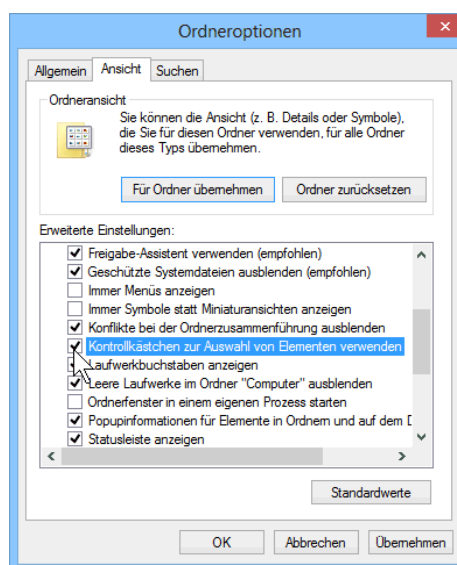 Ordneroptionen
Allgemein Ansicht Suchen
Ordneransicht
Sie können die Ansicht (z. B. Details oder Symbole),
die Sie für diesen Ordner verwenden, für alle Ordner
dieses Typs übernehmen.
Für Ordner übernehmen Ordner zurücksetzen
Erweiterte Einstellungen:
Freigabe-Assistent verwenden (empfohlen)
Geschützte Systemdateien ausblenden (empfohlen)
Immer Menüs anzeigen
Immer Symbole statt Miniaturansichten anzeigen
Konflikte bei der Ordnerzusammenführung ausblenden
Kontrollkästchen zur Auswahl von Elementen verwenden
Laufwerkbuchstaben anzeigen
Leere Laufwerke im Ordner "Computer" ausblenden
Ordnerfenster in einem eigenen Prozess starten
Popupinformationen für Elemente in Ordnern und auf dem D
Statusleiste anzeigen
Standardwerte
OK Abbrechen Übernehmen